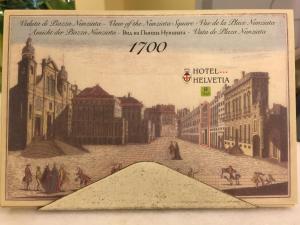 Veduta di Piazza Nunziata - View of the Nunziata Square - Vue de la Place Nunziata
Ansicht der Piazza Nunziata - Вид на Пьяцца Нунциата - Vista de Plaza Nunziata
1700
HOTEL
HELVETIA